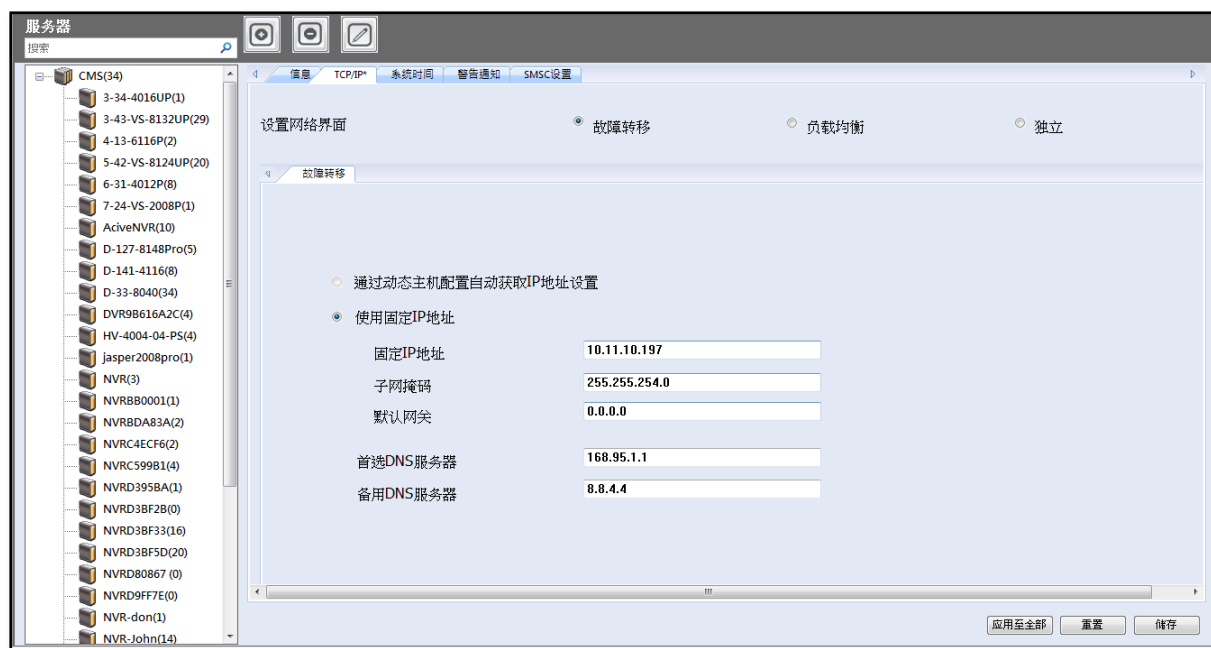 服务器
搜索
CMS(34)
3-34-4016UP(1)
3-43-VS-8132UP(29)
4-13-6116P(2)
5-42-VS-8124UP(20)
6-31-4012P(8)
7-24-VS-2008P(1)
AciveNVR(10)
D-127-8148Pro(5)
D-141-4116(8)
D-33-8040(34)
DVR9B616A2C(4)
HV-4004-04-PS(4)
jasper2008pro(1)
NVR(3)
NVRBB0001(1)
NVRBDA83A(2)
NVRC4ECF6(2)
NVRC599B1(4)
NVRD395BA(1)
NVRD3BF2B(0)
NVRD3BF33(16)
NVRD3BF5D(20)
NVRD80867 (0)
NVRD9FF7E(0)
NVR-don(1)
NVR-John(14)
信息 TCP/IP* 系统时间 警告通知 SMSC设置
设置网络界面 故障转移 负载均衡 独立
故障转移
通过动态主机配置自动获取IP地址设置
使用固定IP地址
固定IP地址 10.11.10.197
子网掩码 255.255.254.0
默认网关 0.0.0.0
首选DNS服务器 168.95.1.1
备用DNS服务器 8.8.4.4
应用至全部 重置 储存